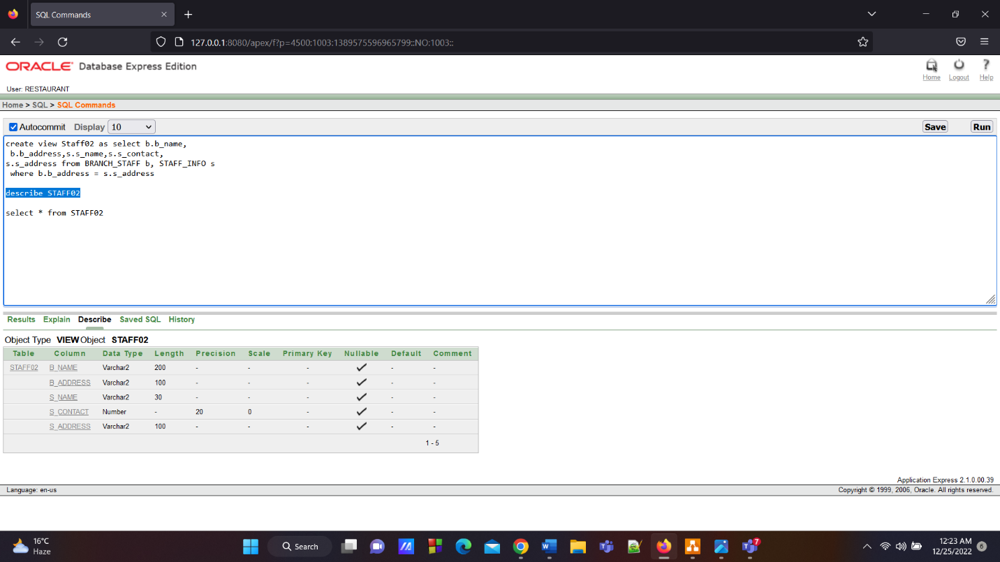 SQL Commands
127.0.0.1:8080/apex/f?p=4500:1003:1389575596965799::NO:1003::
ORACLE Database Express Edition
Home Logout Help
User: RESTAURANT
Home > SQL > SQL Commands
Autocommit Display 10 Save Run
create view Staff02 as select b.b_name,
b.b_address,s.s_name,s.s_contact,
s.s_address from BRANCH_STAFF b, STAFF_INFO s
where b.b_address = s.s_address
describe STAFF02
select * from STAFF02
Results Explain Describe Saved SQL History
Object Type VIEW Object STAFF02
Table Column Data Type Length Precision Scale Primary Key Nullable Default Comment
STAFF02 B_NAME Varchar2 200 - - - - -
B_ADDRESS Varchar2 100 - - - - -
S_NAME Varchar2 30 - - - - -
S_CONTACT Number - 20 0 - - -
S_ADDRESS Varchar2 100 - - - - -
1 - 5
Application Express 2.1.0.00.39
Language: en-us Copyright © 1999, 2006, Oracle. All rights reserved.
16°C
Haze
Search
7
12:23 AM
12/25/2022
6